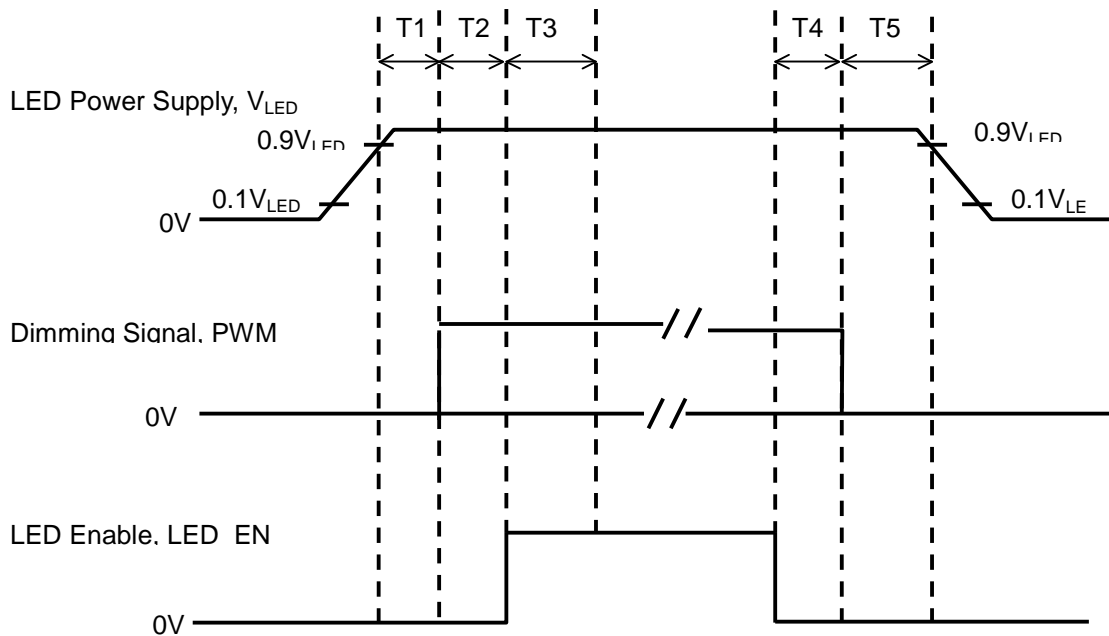 T1 T2 T3 T4 T5
LED Power Supply, VLED
0.9VLED 0.9VLED
0.1VLED 0.1VLE
0V
Dimming Signal, PWM
0V
LED Enable, LED EN
0V